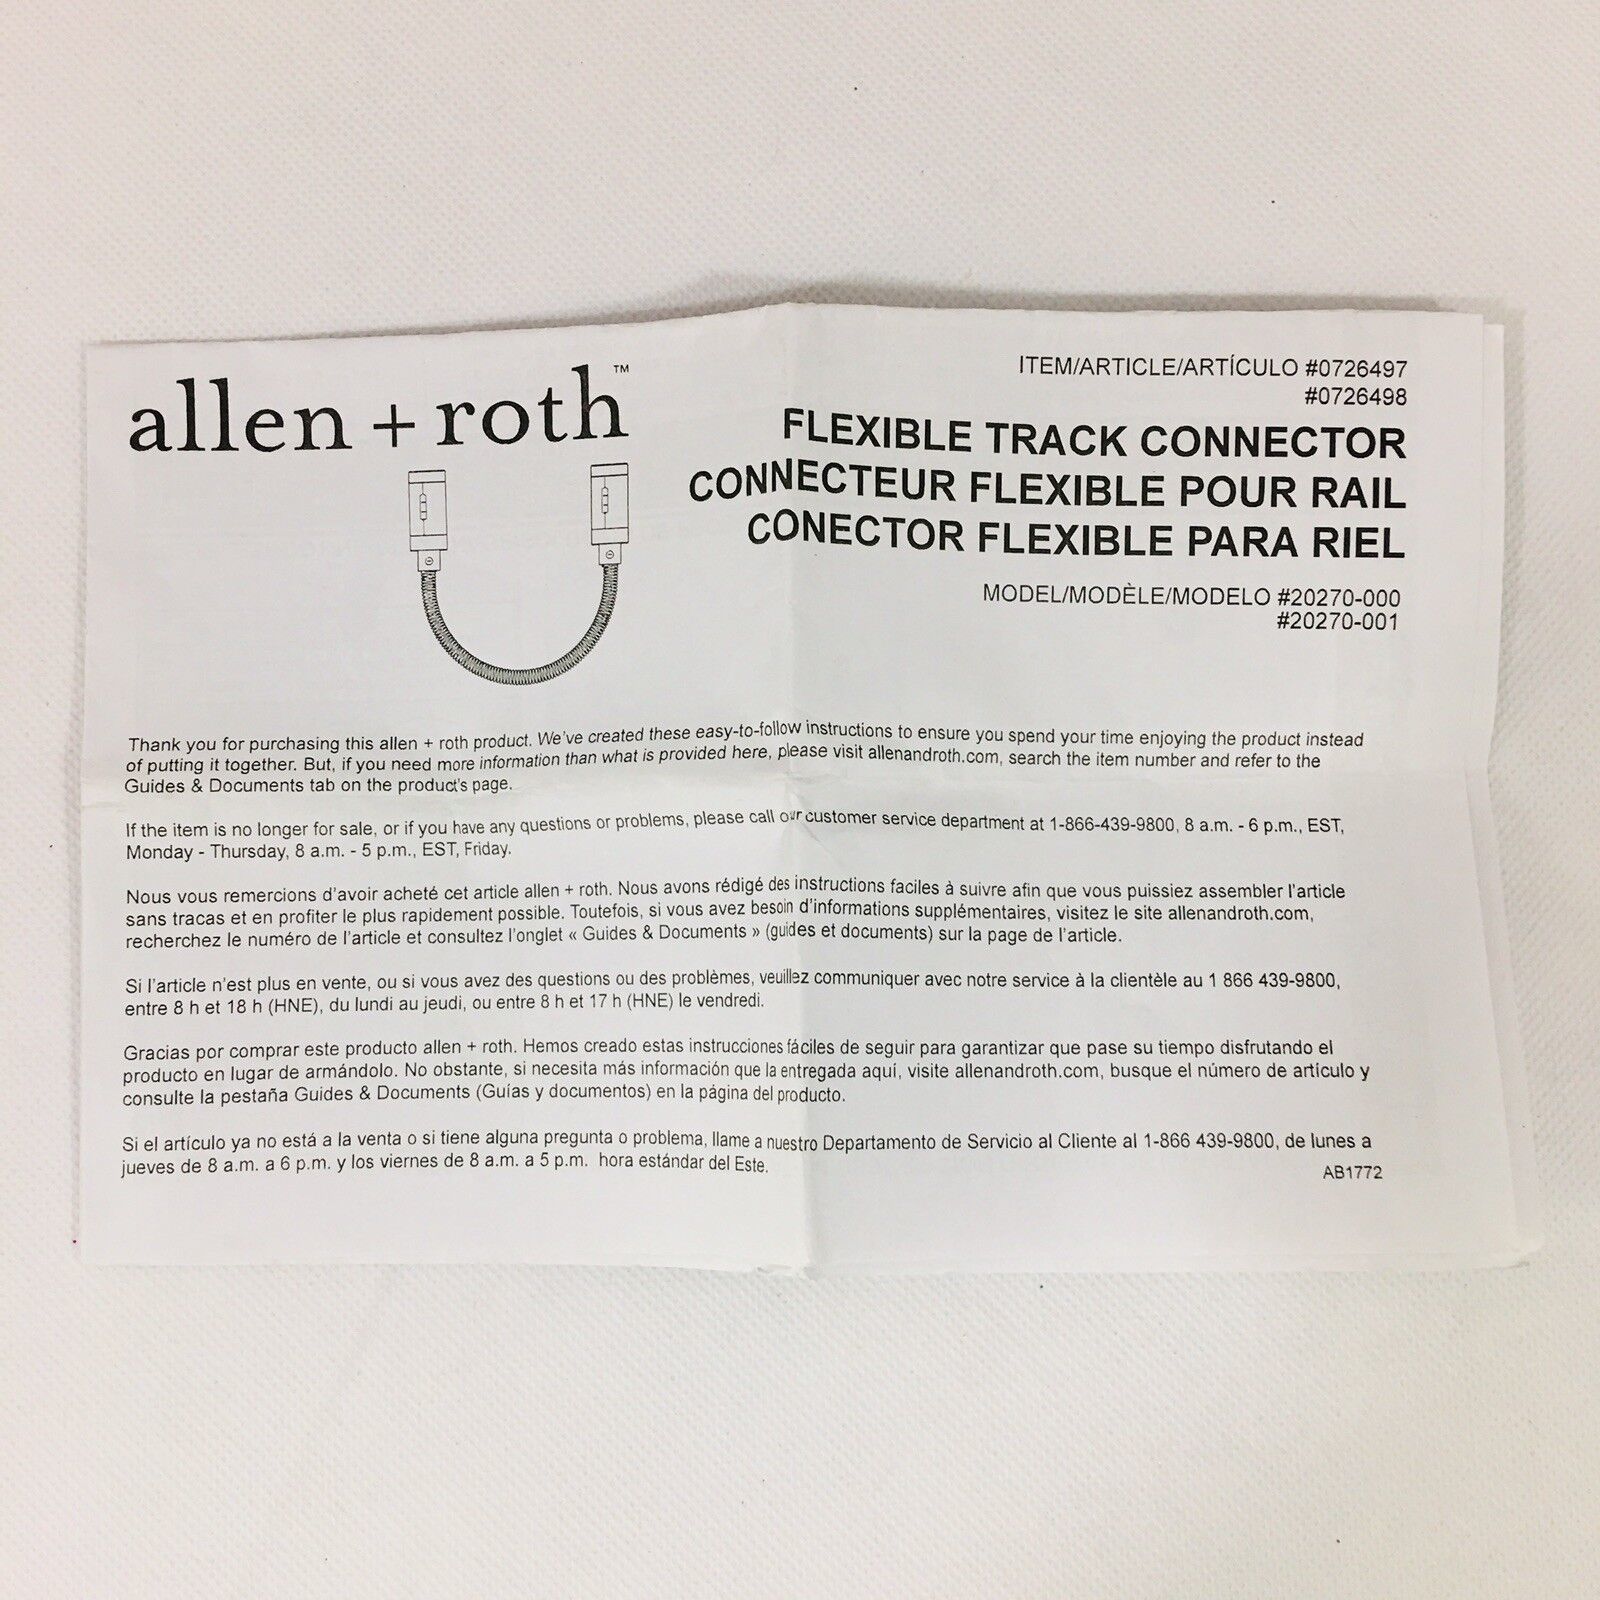 allen + roth™
ITEM/ARTICLE/ARTÍCULO #0726497
#0726498
FLEXIBLE TRACK CONNECTOR
CONNECTEUR FLEXIBLE POUR RAIL
CONECTOR FLEXIBLE PARA RIEL
MODEL/MODÈLE/MODELO #20270-000
#20270-001
Thank you for purchasing this allen + roth product. We've created these easy-to-follow instructions to ensure you spend your time enjoying the product instead
of putting it together. But, if you need more information than what is provided here, please visit allenandroth.com, search the item number and refer to the
Guides & Documents tab on the product's page.
If the item is no longer for sale, or if you have any questions or problems, please call our customer service department at 1-866-439-9800, 8 a.m. - 6 p.m., EST,
Monday - Thursday, 8 a.m. - 5 p.m., EST, Friday.
Nous vous remercions d'avoir acheté cet article allen + roth. Nous avons rédigé des instructions faciles à suivre afin que vous puissiez assembler l'article
sans tracas et en profiter le plus rapidement possible. Toutefois, si vous avez besoin d'informations supplémentaires, visitez le site allenandroth.com,
recherchez le numéro de l'article et consultez l'onglet « Guides & Documents » (guides et documents) sur la page de l'article.
Si l'article n'est plus en vente, ou si vous avez des questions ou des problèmes, veuillez communiquer avec notre service à la clientèle au 1 866 439-9800,
entre 8 h et 18 h (HNE), du lundi au jeudi, ou entre 8 h et 17 h (HNE) le vendredi.
Gracias por comprar este producto allen + roth. Hemos creado estas instrucciones fáciles de seguir para garantizar que pase su tiempo disfrutando el
producto en lugar de armándolo. No obstante, si necesita más información que la entregada aquí, visite allenandroth.com, busque el número de artículo y
consulte la pestaña Guides & Documents (Guías y documentos) en la página del producto.
Si el artículo ya no está a la venta o si tiene alguna pregunta o problema, llame a nuestro Departamento de Servicio al Cliente al 1-866 439-9800, de lunes a
jueves de 8 a.m. a 6 p.m. y los viernes de 8 a.m. a 5 p.m. hora estándar del Este.
AB1772